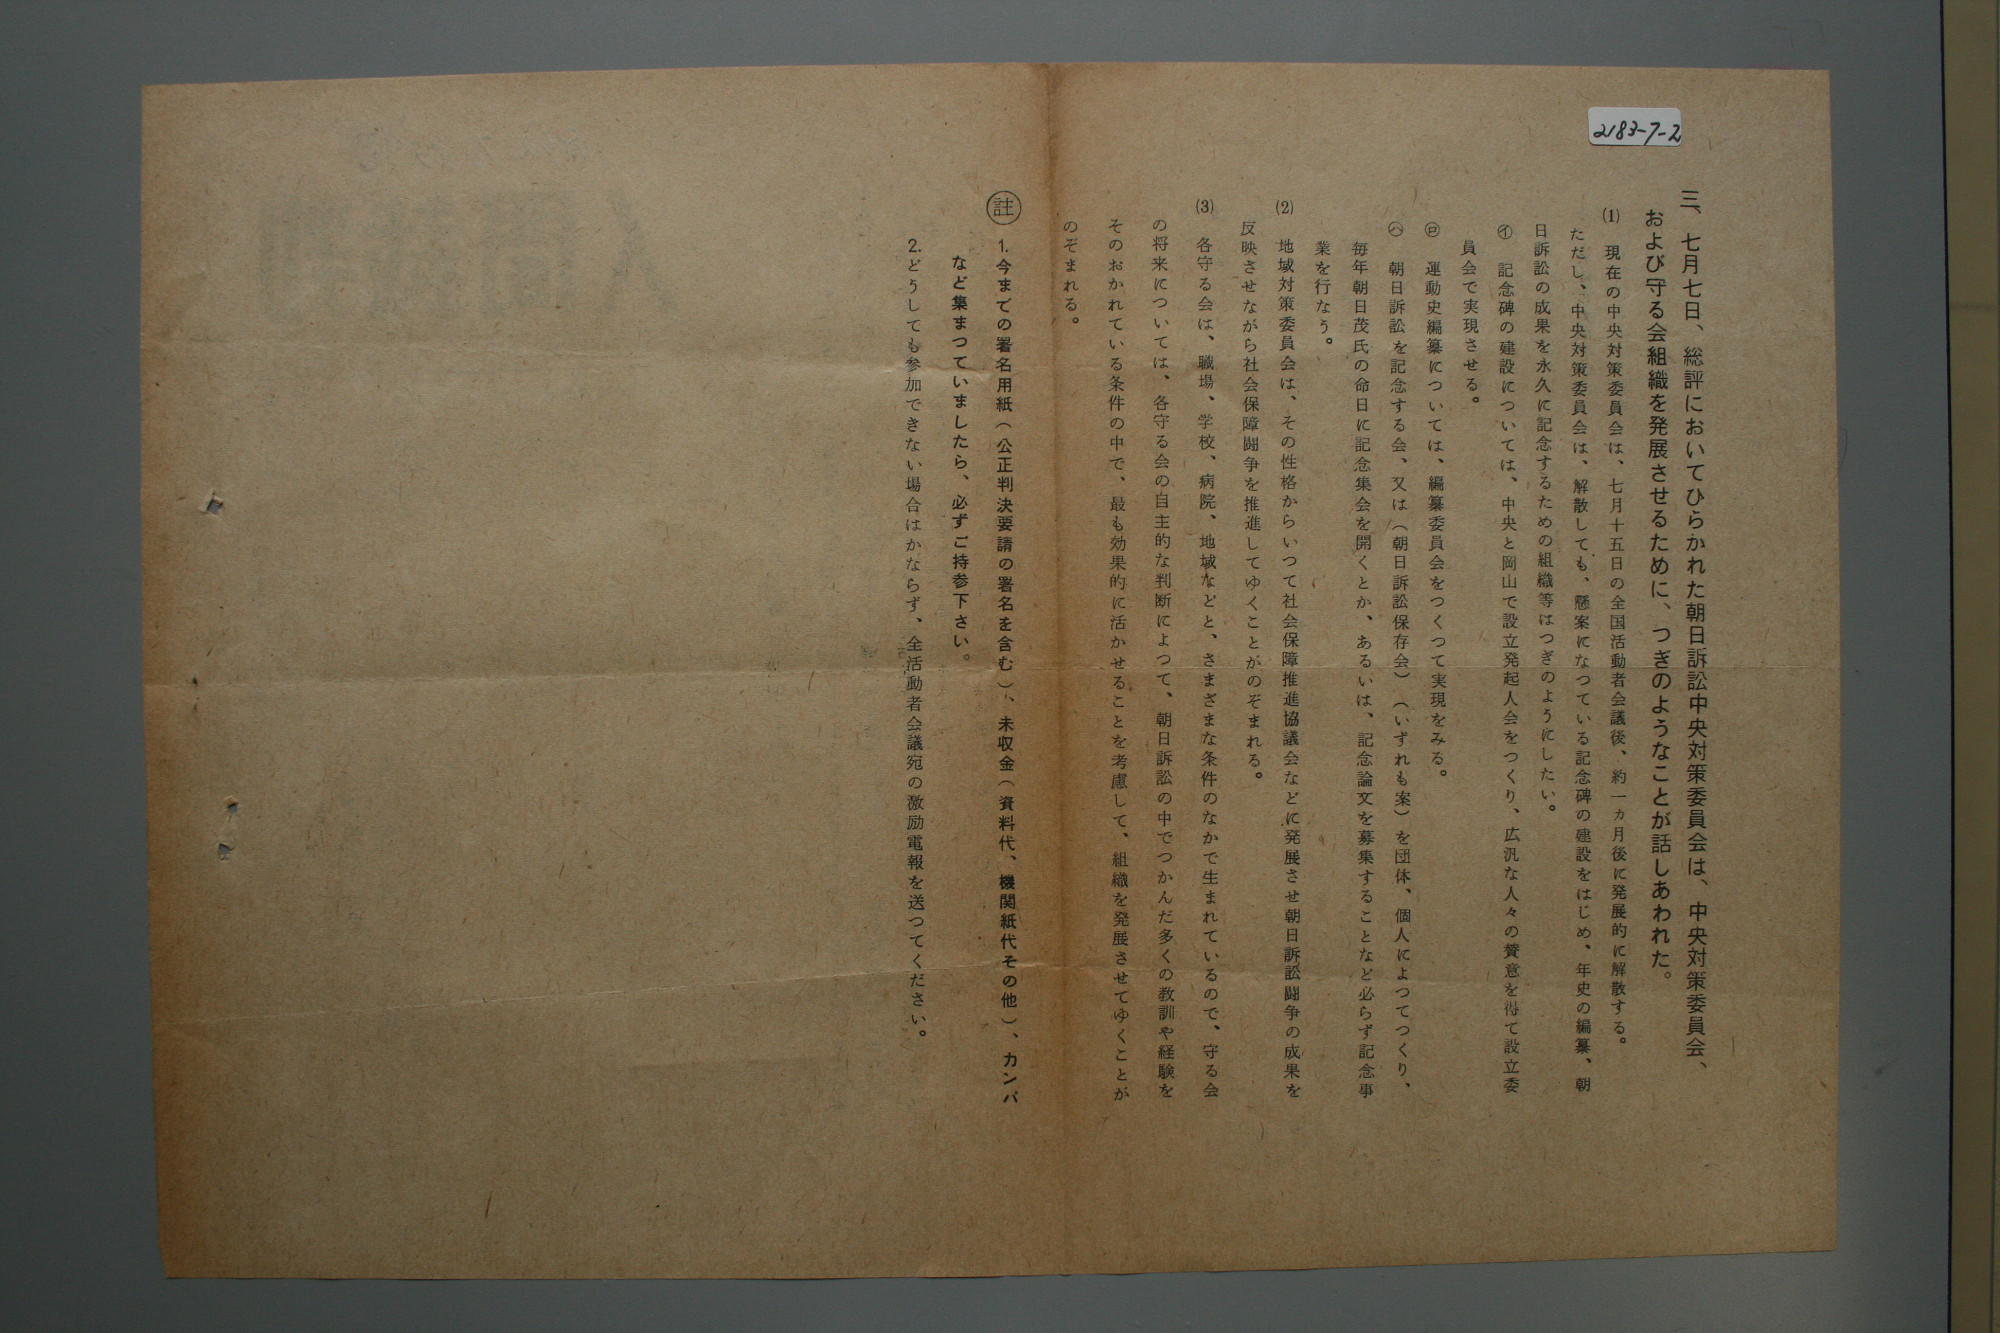 2183-7-2
三、七月七日、総評においてひらかれた朝日訴訟中央対策委員会は、中央対策委員会、
および守る会組織を発展させるために、つぎのようなことが話しあわれた。
(1) 現在の中央対策委員会は、七月十五日の全国活動者会議後、約一カ月後に発展的に解散する。
ただし、中央対策委員会は、解散しても、懸案になつている記念碑の建設をはじめ、年史の編纂、朝
日訴訟の成果を永久に記念するための組織等はつぎのようにしたい。
㋑ 記念碑の建設については、中央と岡山で設立発起人会をつくり、広汎な人々の賛意を得て設立委
員会で実現させる。
㋺ 運動史編纂については、編纂委員会をつくつて実現をみる。
㋩ 朝日訴訟を記念する会、又は(朝日訴訟保存会)(いずれも案)を団体、個人によつてつくり、
毎年朝日茂氏の命日に記念集会を開くとか、あるいは、記念論文を募集することなど必らず記念事
業を行なう。
(2) 地域対策委員会は、その性格からいつて社会保障推進協議会などに発展させ朝日訴訟闘争の成果を
反映させながら社会保障闘争を推進してゆくことがのぞまれる。
(3) 各守る会は、職場、学校、病院、地域などと、さまざまな条件のなかで生まれているので、守る会
の将来については、各守る会の自主的な判断によつて、朝日訴訟の中でつかんだ多くの教訓や経験を
そのおかれている条件の中で、最も効果的に活かせることを考慮して、組織を発展させてゆくことが
のぞまれる。
註 1.今までの署名用紙(公正判決要請の署名を含む)、未収金(資料代、機関紙代その他)、カンパ
など集まつていましたら、必ずご持参下さい。
2.どうしても参加できない場合はかならず、全活動者会議宛の激励電報を送つてください。